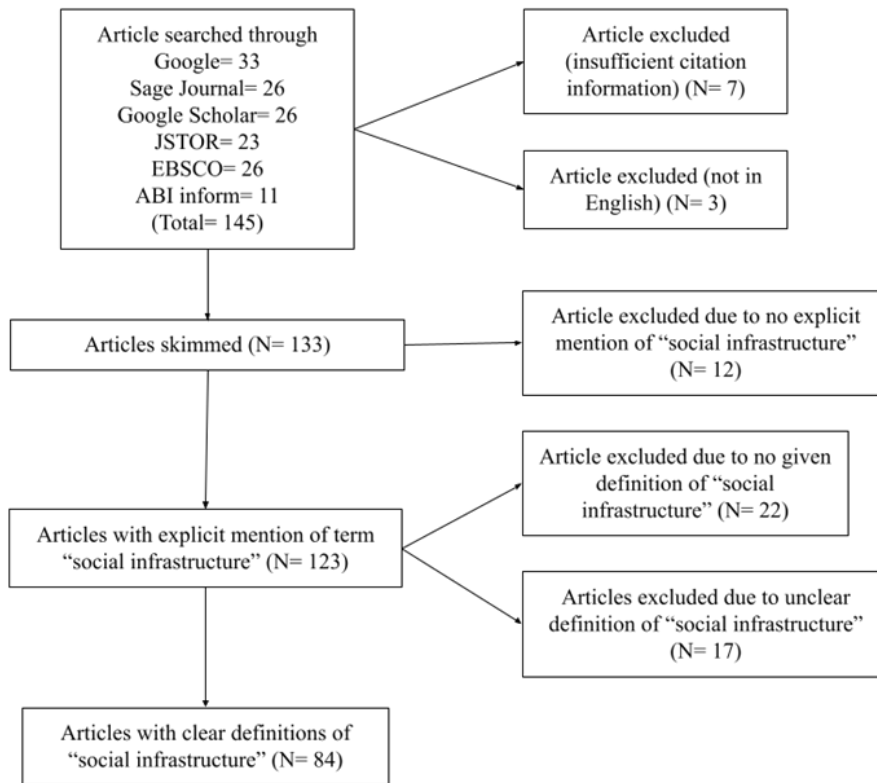 Article searched through
Google= 33
Sage Journal= 26
Google Scholar= 26
JSTOR= 23
EBSCO= 26
ABI inform= 11
(Total= 145)
Article excluded
(insufficient citation
information) (N= 7)
Article excluded (not in
English) (N= 3)
Articles skimmed (N= 133)
Article excluded due to no explicit
mention of “social infrastructure”
(N= 12)
Article excluded due to no given
definition of “social
infrastructure” (N= 22)
Articles with explicit mention of term
“social infrastructure” (N= 123)
Articles excluded due to unclear
definition of “social infrastructure”
(N= 17)
Articles with clear definitions of
“social infrastructure” (N= 84)